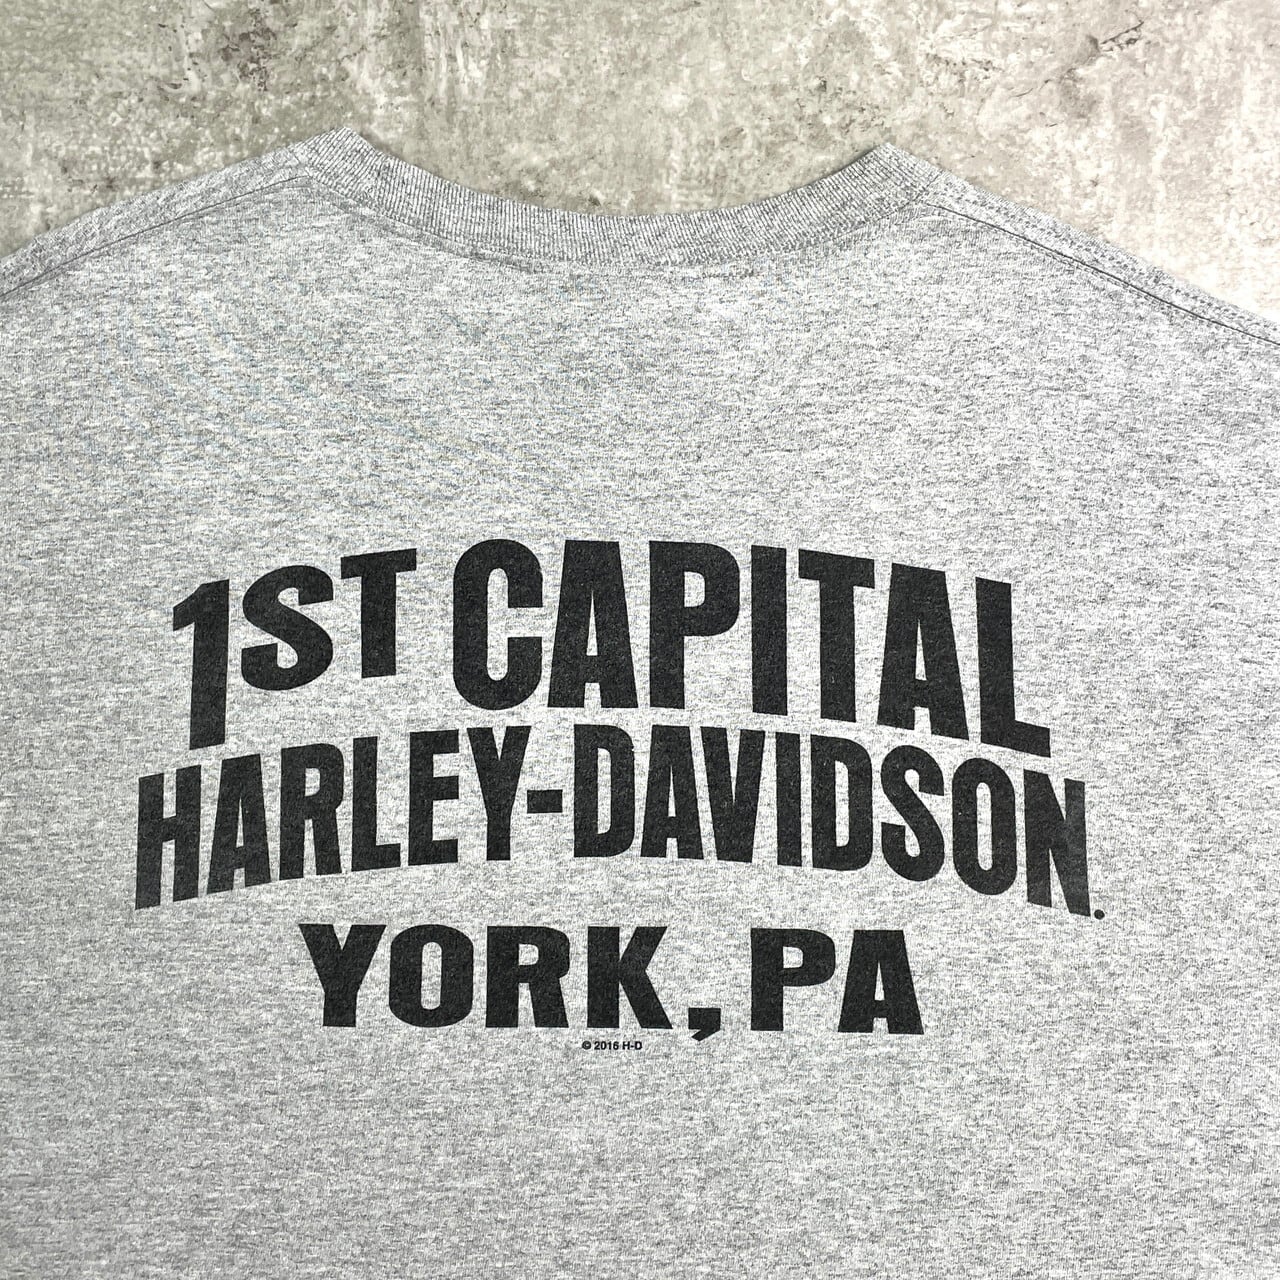 1ST CAPITAL
HARLEY-DAVIDSON.
YORK, PA
© 2016 H-D